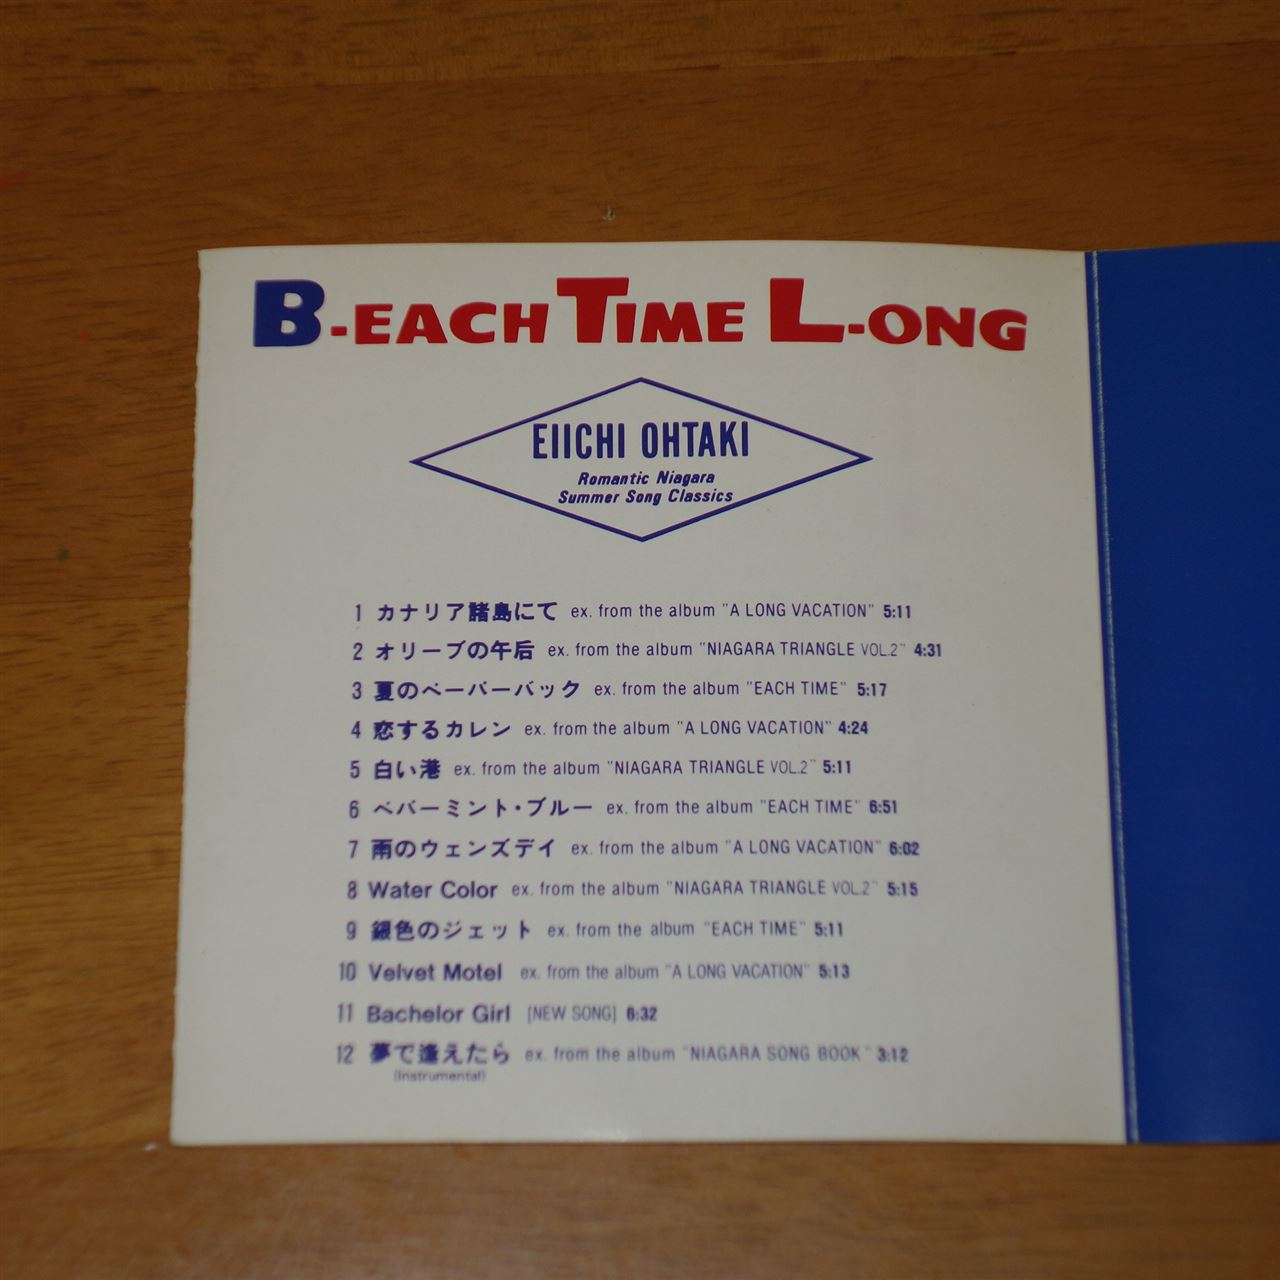 B-EACH TIME L-ONG
EIICHI OHTAKI
Romantic Niagara
Summer Song Classics
1 カナリア諸島にて ex. from the album "A LONG VACATION" 5:11
2 オリーブの午后 ex. from the album "NIAGARA TRIANGLE VOL.2" 4:31
3 夏のペーパーバック ex. from the album "EACH TIME" 5:17
4 恋するカレン ex. from the album "A LONG VACATION" 4:24
5 白い港 ex. from the album "NIAGARA TRIANGLE VOL.2" 5:11
6 ペパーミント・ブルー ex. from the album "EACH TIME" 6:51
7 雨のウェンズデイ ex. from the album "A LONG VACATION" 6:02
8 Water Color ex. from the album "NIAGARA TRIANGLE VOL.2" 5:15
9 銀色のジェット ex. from the album "EACH TIME" 5:11
10 Velvet Motel ex. from the album "A LONG VACATION" 5:13
11 Bachelor Girl [NEW SONG] 6:32
12 夢で逢えたら ex. from the album "NIAGARA SONG BOOK" 3:12
(Instrumental)